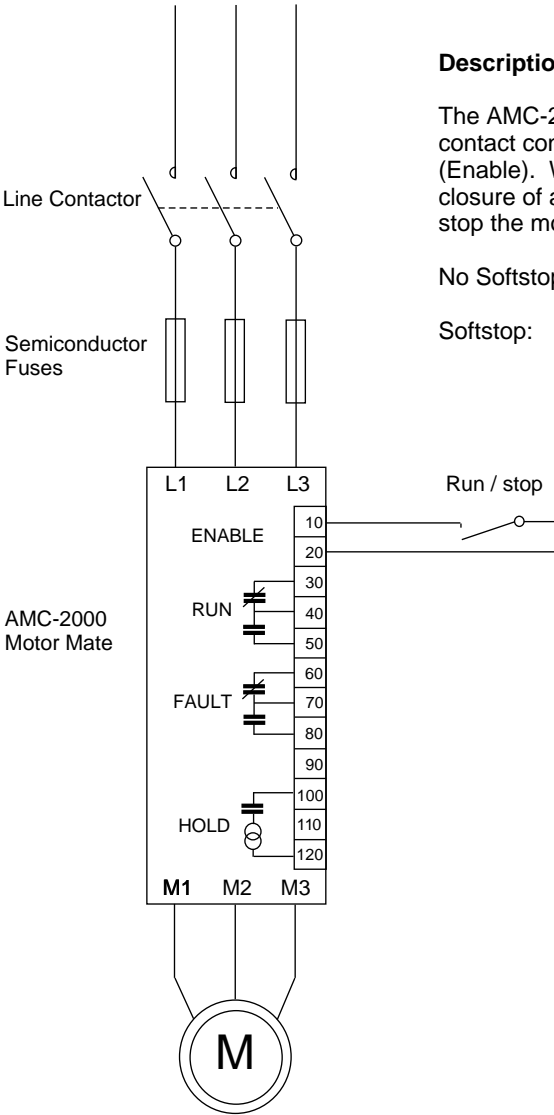 Description
The AMC-2
contact con
(Enable). W
closure of a
stop the mo
No Softstop
Softstop:
Line Contactor
Semiconductor
Fuses
L1 L2 L3
Run / stop
ENABLE
10
20
30
RUN
40
50
AMC-2000
Motor Mate
60
FAULT
70
80
90
100
HOLD
110
120
M1 M2 M3
M